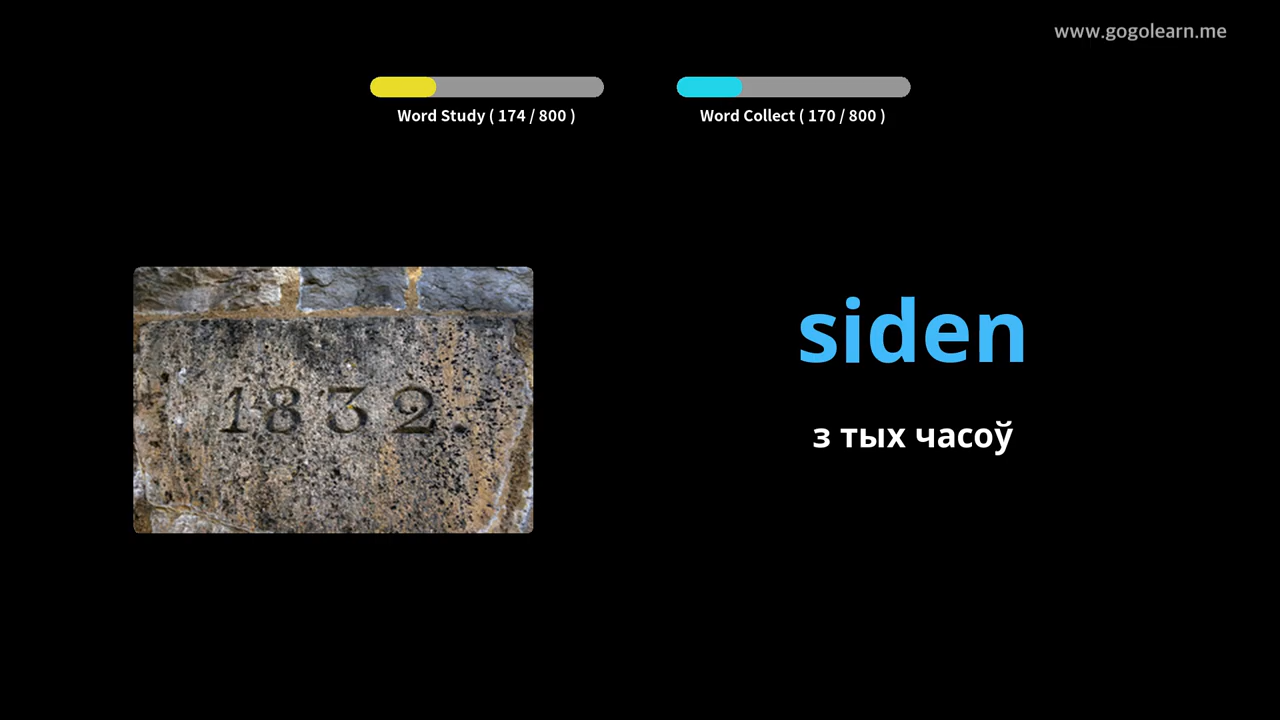 www.gogolearn.me
Word Study ( 174 / 800 )
Word Collect ( 170 / 800 )
1832.
siden
з тых часоў